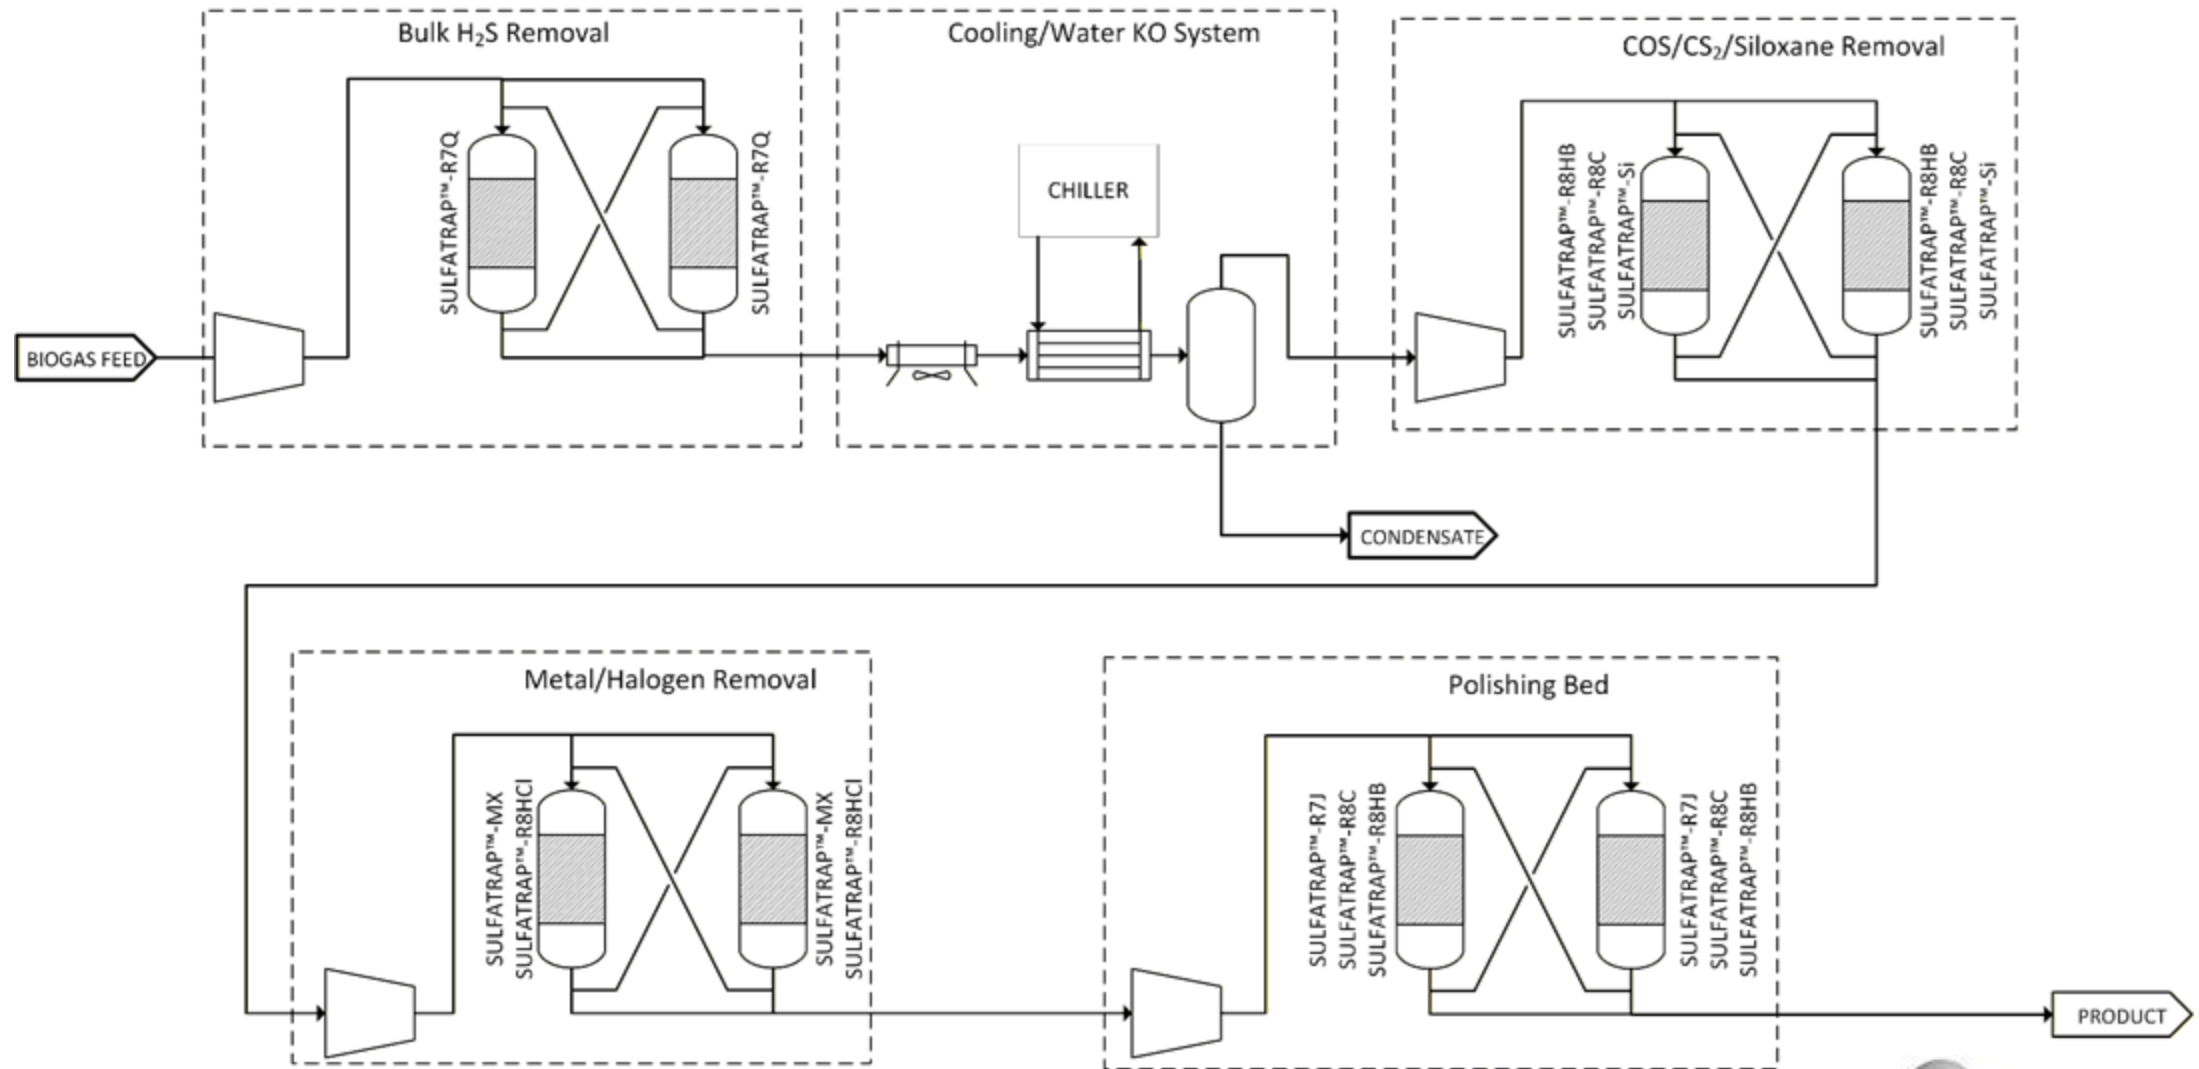 Bulk H₂S Removal
Cooling/Water KO System
COS/CS₂/Siloxane Removal
SULFATRAP™-R7Q
SULFATRAP™-R7Q
CHILLER
SULFATRAP™-R8HB
SULFATRAP™-R8C
SULFATRAP™-Si
SULFATRAP™-R8HB
SULFATRAP™-R8C
SULFATRAP™-Si
BIOGAS FEED
CONDENSATE
Metal/Halogen Removal
Polishing Bed
SULFATRAP™-MX
SULFATRAP™-R8HCl
SULFATRAP™-MX
SULFATRAP™-R8HCl
SULFATRAP™-R7J
SULFATRAP™-R8C
SULFATRAP™-R8HB
SULFATRAP™-R7J
SULFATRAP™-R8C
SULFATRAP™-R8HB
PRODUCT